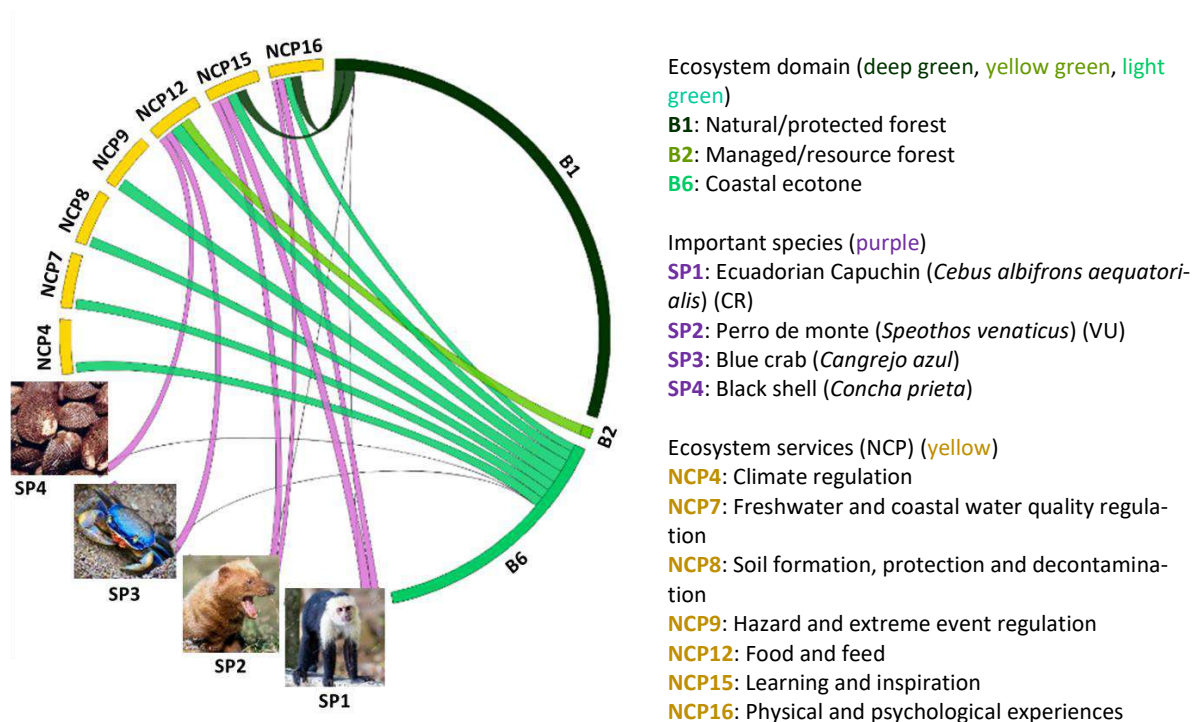 NCP16
NCP15
NCP12
NCP9
NCP8
NCP7
NCP4
B1
B2
B6
SP4
SP3
SP2
SP1
Ecosystem domain (deep green, yellow green, light
green)
B1: Natural/protected forest
B2: Managed/resource forest
B6: Coastal ecotone
Important species (purple)
SP1: Ecuadorian Capuchin (Cebus albifrons aequatori-
alis) (CR)
SP2: Perro de monte (Speothos venaticus) (VU)
SP3: Blue crab (Cangrejo azul)
SP4: Black shell (Concha prieta)
Ecosystem services (NCP) (yellow)
NCP4: Climate regulation
NCP7: Freshwater and coastal water quality regula-
tion
NCP8: Soil formation, protection and decontamina-
tion
NCP9: Hazard and extreme event regulation
NCP12: Food and feed
NCP15: Learning and inspiration
NCP16: Physical and psychological experiences